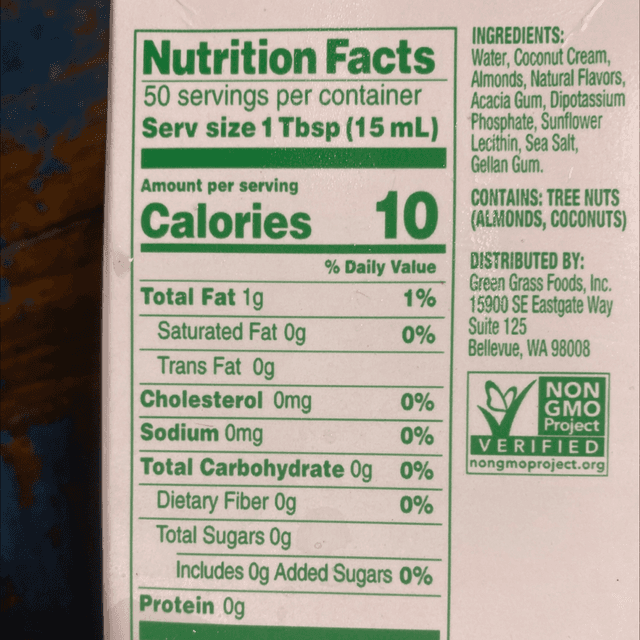 Nutrition Facts
50 servings per container
Serv size 1 Tbsp (15 mL)
Amount per serving
Calories 10
% Daily Value
Total Fat 1g 1%
Saturated Fat 0g 0%
Trans Fat 0g
Cholesterol 0mg 0%
Sodium 0mg 0%
Total Carbohydrate 0g 0%
Dietary Fiber 0g 0%
Total Sugars 0g
Includes 0g Added Sugars 0%
Protein 0g
INGREDIENTS:
Water, Coconut Cream,
Almonds, Natural Flavors,
Acacia Gum, Dipotassium
Phosphate, Sunflower
Lecithin, Sea Salt,
Gellan Gum.
CONTAINS: TREE NUTS
(ALMONDS, COCONUTS)
DISTRIBUTED BY:
Green Grass Foods, Inc.
15900 SE Eastgate Way
Suite 125
Bellevue, WA 98008
NON
GMO
Project
VERIFIED
nongmoproject.org